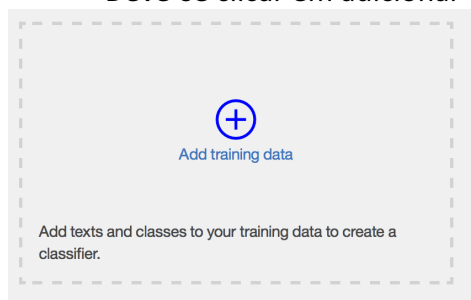 Add training data
Add texts and classes to your training data to create a
classifier.